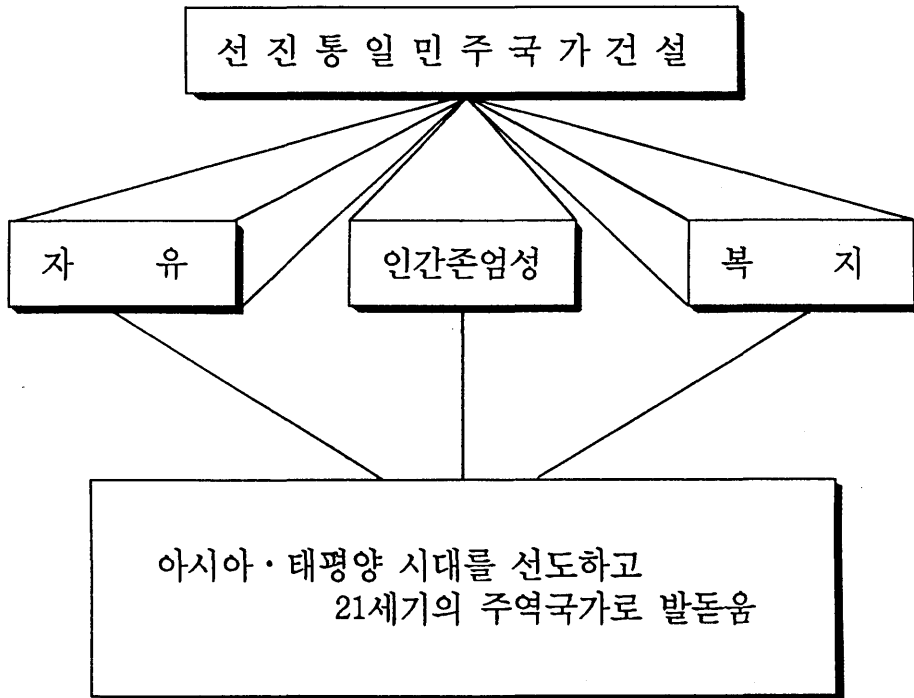 선진통일민주국가건설
자 유
인간존엄성
복 지
아시아·태평양 시대를 선도하고
21세기의 주역국가로 발돋움